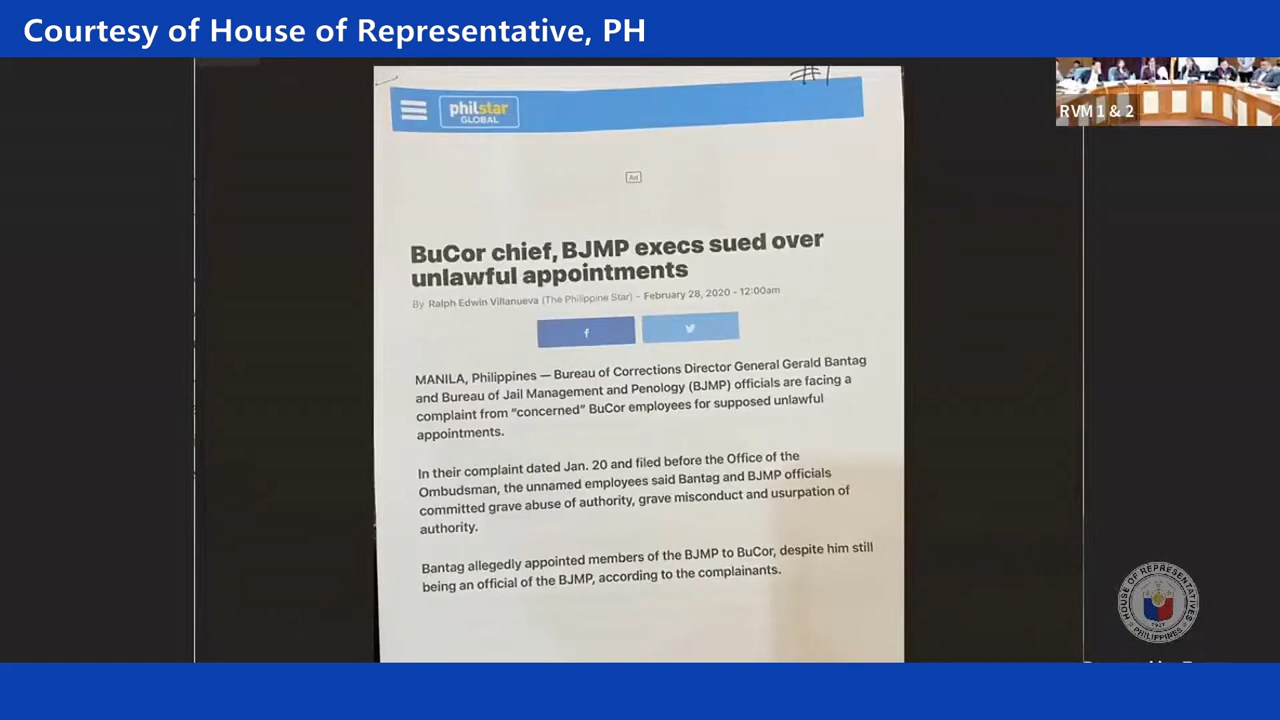 Courtesy of House of Representative, PH
#1
philstar
GLOBAL
RVM 1 & 2
Ad
BuCor chief, BJMP execs sued over
unlawful appointments
By Ralph Edwin Villanueva (The Philippine Star) - February 28, 2020 - 12:00am
f
MANILA, Philippines — Bureau of Corrections Director General Gerald Bantag
and Bureau of Jail Management and Penology (BJMP) officials are facing a
complaint from “concerned” BuCor employees for supposed unlawful
appointments.
In their complaint dated Jan. 20 and filed before the Office of the
Ombudsman, the unnamed employees said Bantag and BJMP officials
committed grave abuse of authority, grave misconduct and usurpation of
authority.
Bantag allegedly appointed members of the BJMP to BuCor, despite him still
being an official of the BJMP, according to the complainants.
HOUSE OF REPRESENTATIVES
1907
PHILIPPINES